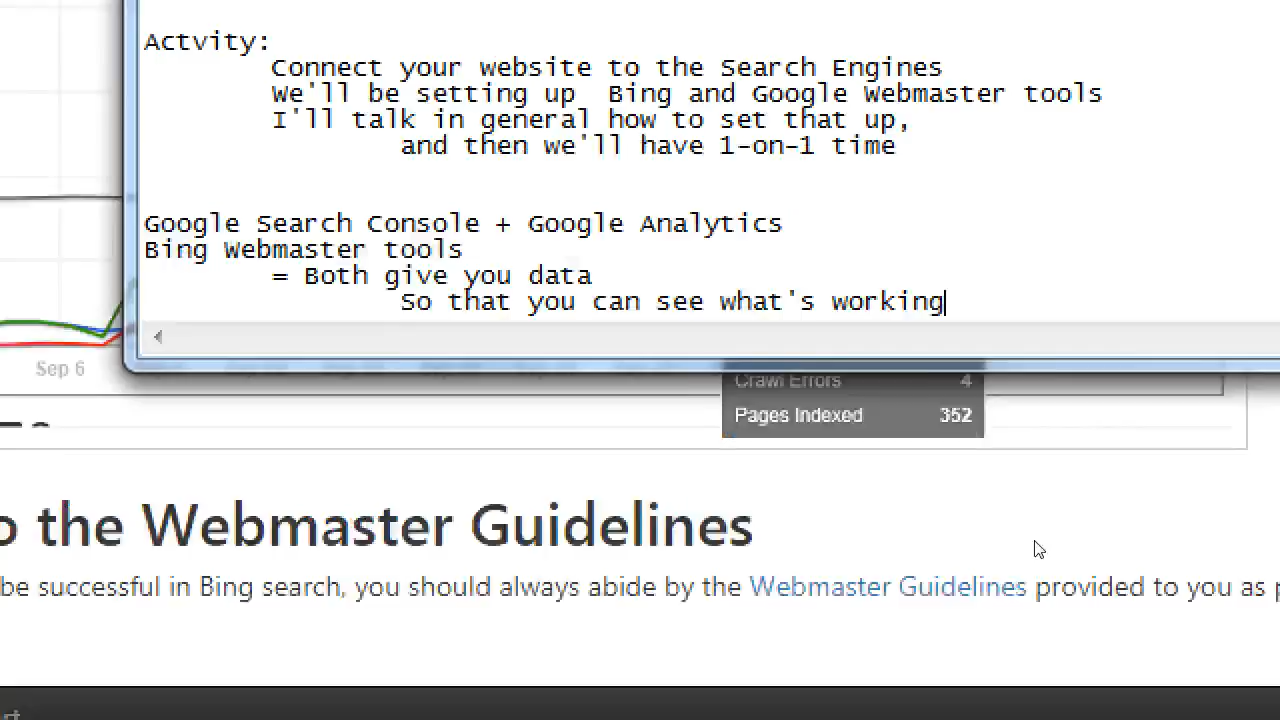 Actvity:
Connect your website to the Search Engines
We'll be setting up  Bing and Google Webmaster tools
I'll talk in general how to set that up,
and then we'll have 1-on-1 time
Google Search Console + Google Analytics
Bing Webmaster tools
= Both give you data
So that you can see what's working
Sep 6
Crawl Errors 4
Pages Indexed 352
o the Webmaster Guidelines
be successful in Bing search, you should always abide by the Webmaster Guidelines provided to you as p